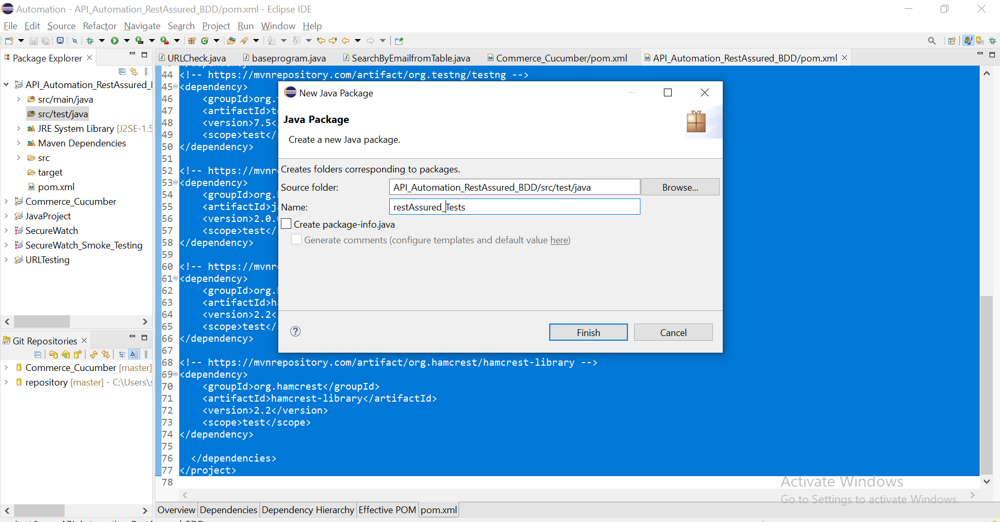 Automation - API_Automation_RestAssured_BDD/pom.xml - Eclipse IDE
File Edit Source Refactor Navigate Search Project Run Window Help
Package Explorer
URLCheck.java baseprogram.java SearchByEmailfromTable.java Commerce_Cucumber/pom.xml API_Automation_RestAssured_BDD/pom.xml
API_Automation_RestAssured_
src/main/java
src/test/java
JRE System Library [J2SE-1.5
Maven Dependencies
src
target
pom.xml
Commerce_Cucumber
JavaProject
SecureWatch
SecureWatch_Smoke_Testing
URLTesting
Git Repositories
Commerce_Cucumber [master]
repository [master] - C:\Users\s
44 <!-- https://mvnrepository.com/artifact/org.testng/testng -->
45 <dependency>
46 <groupId>org.
47 <artifactId>t
48 <version>7.5<
49 <scope>test</
50 </dependency>
51
52 <!-- https://mvnr
53 <dependency>
54 <groupId>org.
55 <artifactId>j
56 <version>2.0.
57 <scope>test</
58 </dependency>
59
60 <!-- https://mvnr
61 <dependency>
62 <groupId>org.
63 <artifactId>h
64 <version>2.2<
65 <scope>test</
66 </dependency>
67
68 <!-- https://mvnrepository.com/artifact/org.hamcrest/hamcrest-library -->
69 <dependency>
70 <groupId>org.hamcrest</groupId>
71 <artifactId>hamcrest-library</artifactId>
72 <version>2.2</version>
73 <scope>test</scope>
74 </dependency>
75
76 </dependencies>
77 </project>
78
New Java Package
Java Package
Create a new Java package.
Creates folders corresponding to packages.
Source folder: API_Automation_RestAssured_BDD/src/test/java Browse...
Name: restAssured_Tests
Create package-info.java
Generate comments (configure templates and default value here)
Finish Cancel
Activate Windows
Go to Settings to activate Windows.
Overview Dependencies Dependency Hierarchy Effective POM pom.xml